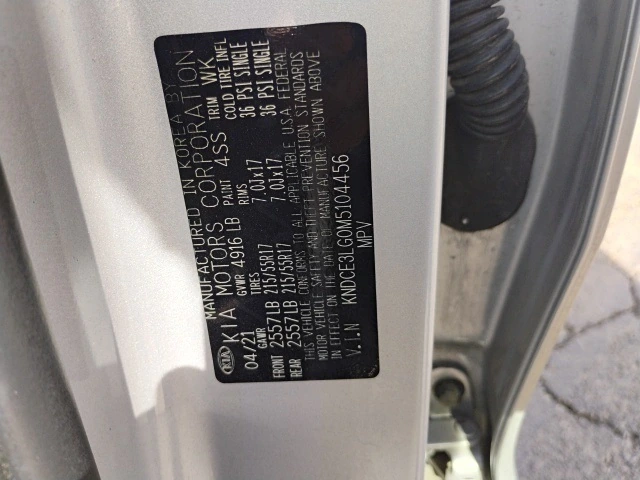 MANUFACTURED IN KOREA BY
KIA KIA MOTORS CORPORATION
04/21 GVWR 4916 LB PAINT 4SS TRIM WK
GAWR TIRES RIMS COLD TIRE INFL
FRONT 2557LB 215/55R17 7.0Jx17 36 PSI SINGLE
REAR 2557LB 215/55R17 7.0Jx17 36 PSI SINGLE
THIS VEHICLE CONFORMS TO ALL APPLICABLE U.S.A. FEDERAL
MOTOR VEHICLE SAFETY AND THEFT PREVENTION STANDARDS
IN EFFECT ON THE DATE OF MANUFACTURE SHOWN ABOVE
V.I.N KNDCE3LG0M5104456
MPV